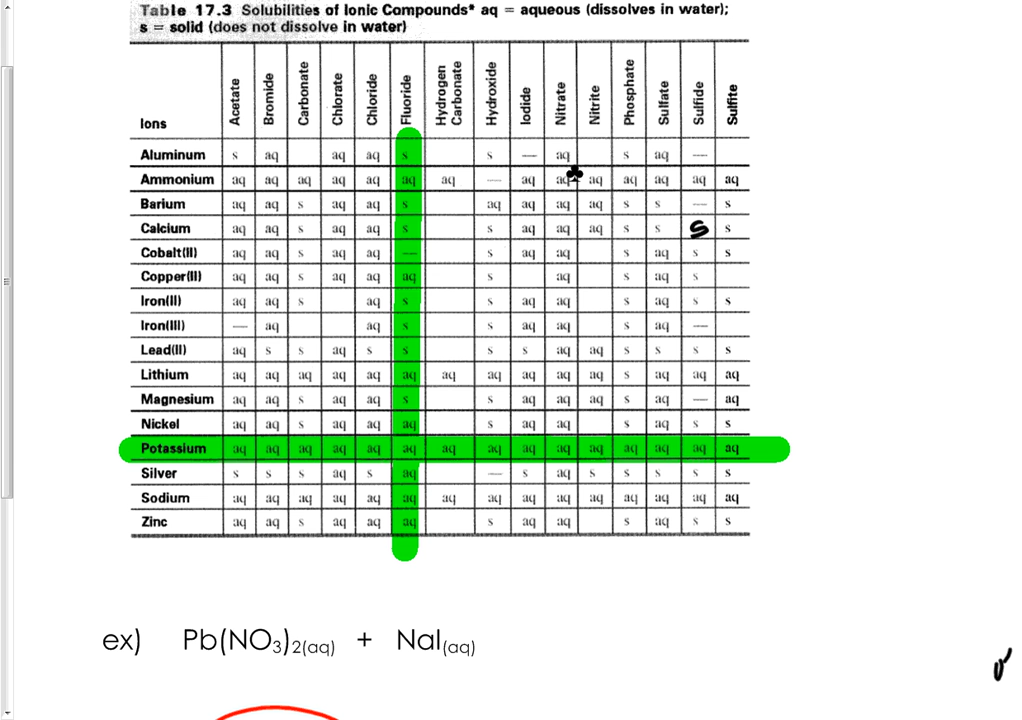 Table 17.3 Solubilities of Ionic Compounds* aq = aqueous (dissolves in water);
s = solid (does not dissolve in water)
Ions Acetate Bromide Carbonate Chlorate Chloride Fluoride Hydrogen Carbonate Hydroxide Iodide Nitrate Nitrite Phosphate Sulfate Sulfide Sulfite
Aluminum s aq aq aq s s — aq s aq —
Ammonium aq aq aq aq aq aq aq — aq aq aq aq aq aq aq
Barium aq aq s aq aq s aq aq aq aq s s — s
Calcium aq aq s aq aq s s aq aq aq s s s s
Cobalt(II) aq aq s aq aq — s aq aq s aq s s
Copper(II) aq aq s aq aq aq s aq s aq s
Iron(II) aq aq s aq s s aq aq s aq s s
Iron(III) — aq aq s s aq aq s aq —
Lead(II) aq s s aq s s s s aq aq s s s s
Lithium aq aq aq aq aq aq aq aq aq aq aq s aq aq aq
Magnesium aq aq s aq aq s s aq aq aq s aq — aq
Nickel aq aq s aq aq aq s aq aq s aq s s
Potassium aq aq aq aq aq aq aq aq aq aq aq aq aq aq aq
Silver s s s aq s aq — s aq s s s s s
Sodium aq aq aq aq aq aq aq aq aq aq aq aq aq aq aq
Zinc aq aq s aq aq aq s aq aq s aq s s
ex) Pb(NO₃)₂(aq) + NaI(aq)